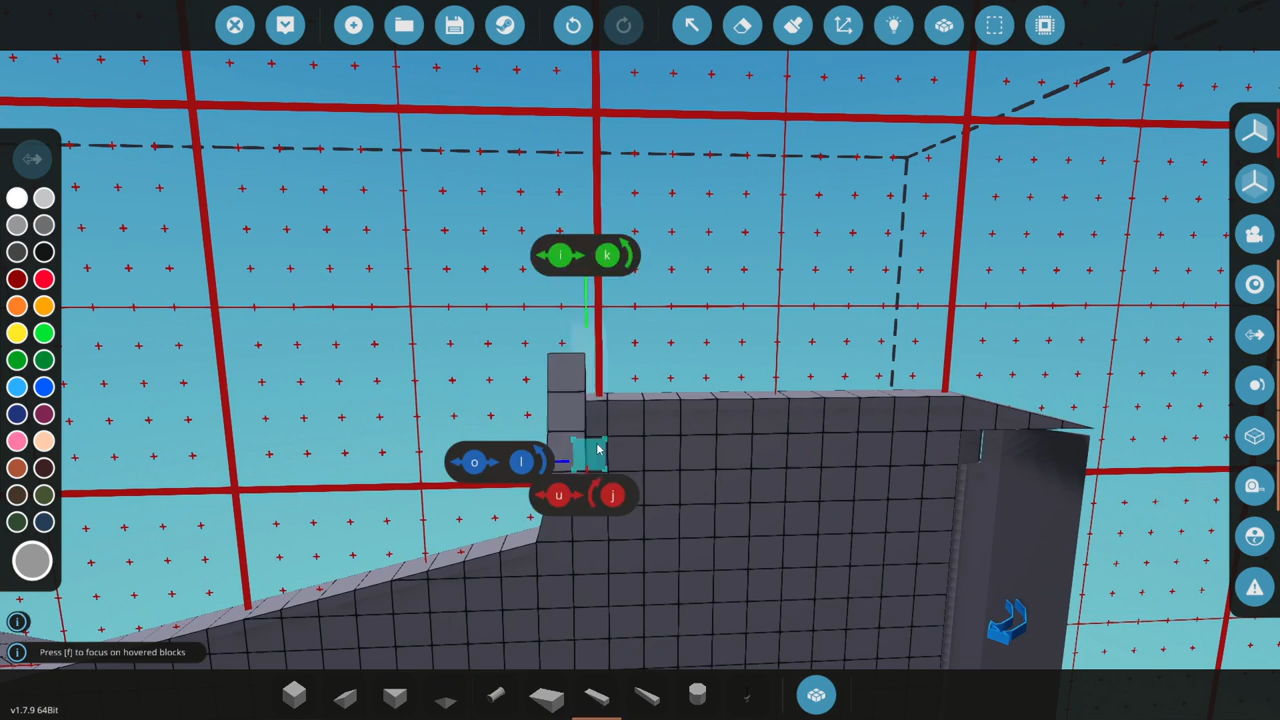 i k
o l
u j
Press [f] to focus on hovered blocks
v1.7.9 64Bit